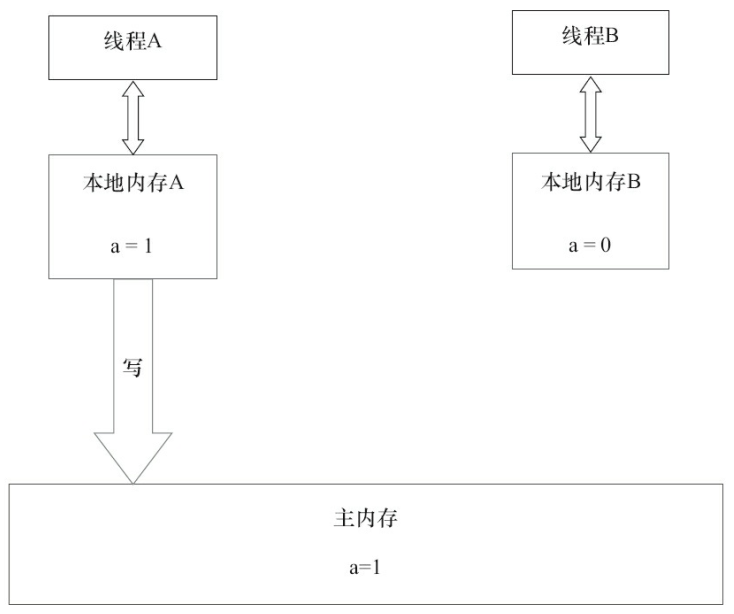 线程A
线程B
本地内存A
a = 1
本地内存B
a = 0
写
主内存
a=1